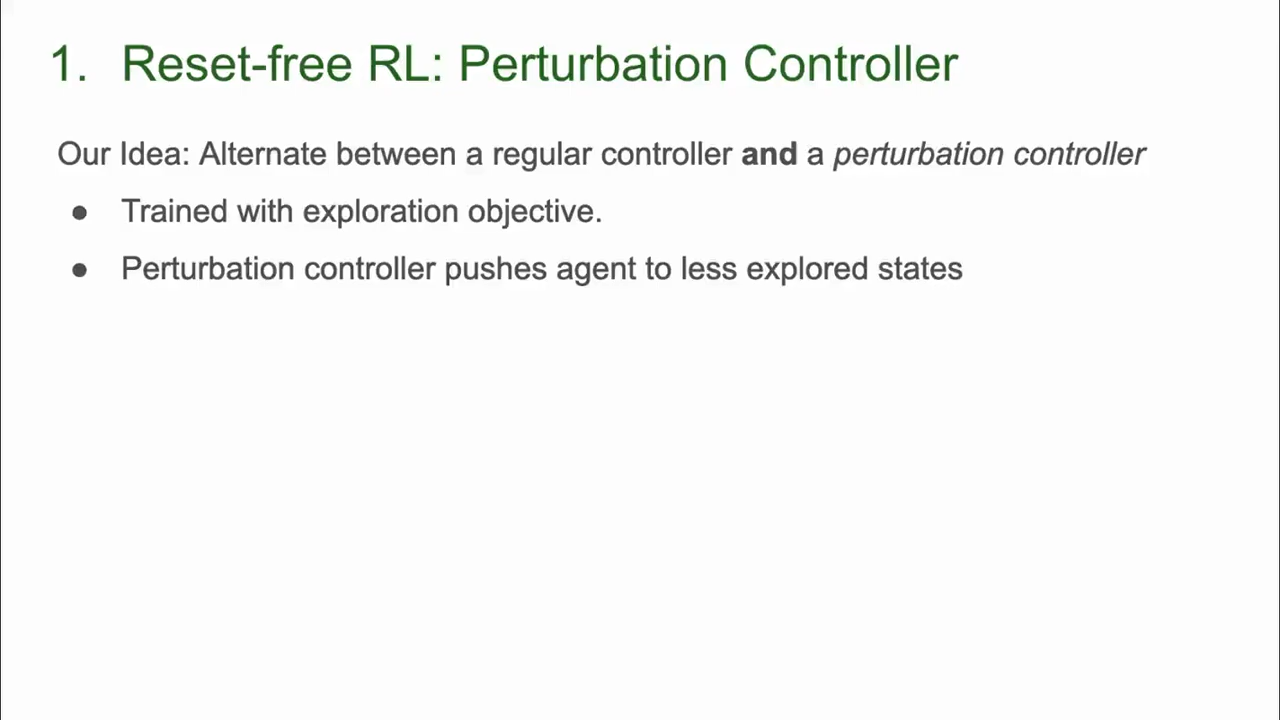 1. Reset-free RL: Perturbation Controller
Our Idea: Alternate between a regular controller and a perturbation controller
● Trained with exploration objective.
● Perturbation controller pushes agent to less explored states